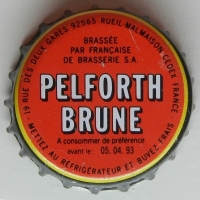 19 RUE DES DEUX GARES 92565 RUEIL MALMAISON CEDEX FRANCE
BRASSÉE
PAR FRANÇAISE
DE BRASSERIE S.A.
PELFORTH
BRUNE
A consommer de préférence
avant le: 05. 04. 93
METTEZ AU RÉFRIGÉRATEUR ET BUVEZ FRAIS